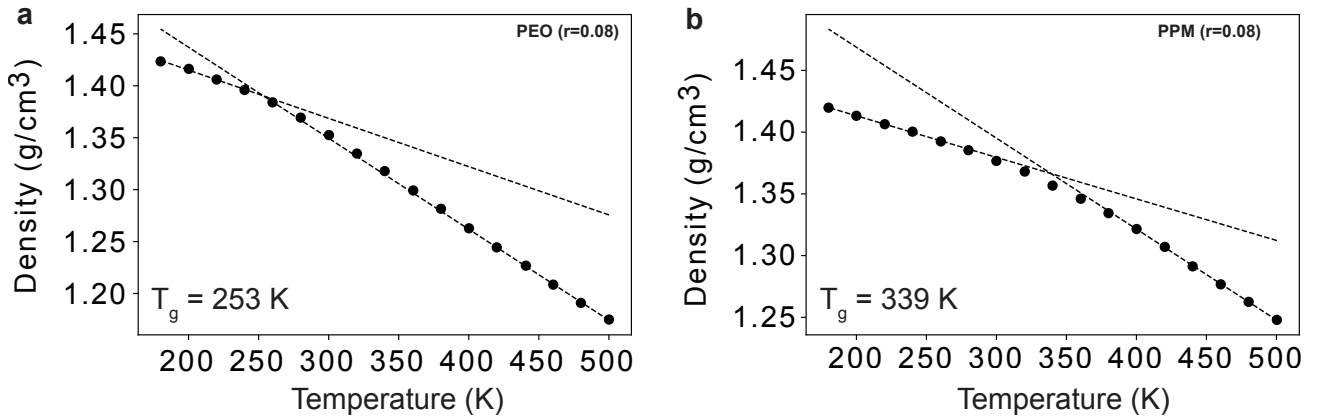 a
PEO (r=0.08)
1.45
1.40
1.35
1.30
1.25
1.20
Density (g/cm3)
Tg = 253 K
200 250 300 350 400 450 500
Temperature (K)
b
PPM (r=0.08)
1.45
1.40
1.35
1.30
1.25
Density (g/cm3)
Tg = 339 K
200 250 300 350 400 450 500
Temperature (K)